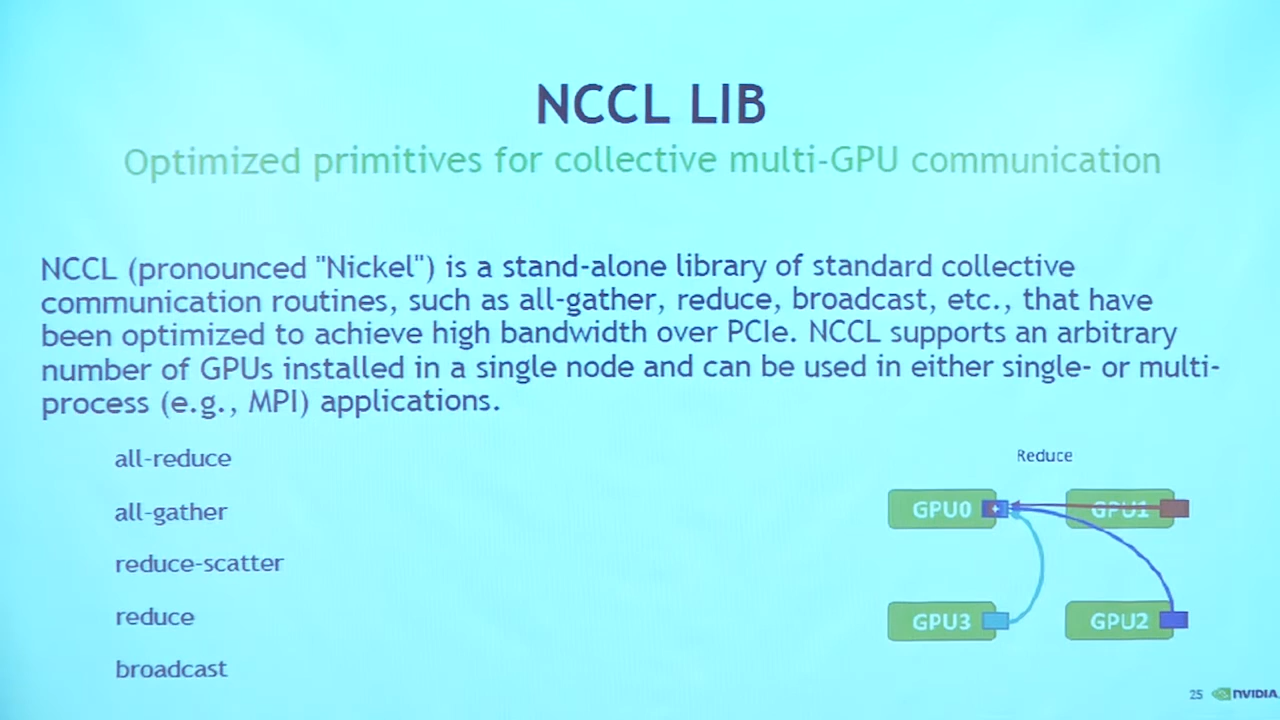 NCCL LIB
Optimized primitives for collective multi-GPU communication
NCCL (pronounced "Nickel") is a stand-alone library of standard collective
communication routines, such as all-gather, reduce, broadcast, etc., that have
been optimized to achieve high bandwidth over PCIe. NCCL supports an arbitrary
number of GPUs installed in a single node and can be used in either single- or multi-
process (e.g., MPI) applications.
all-reduce
all-gather
reduce-scatter
reduce
broadcast
Reduce
GPU0 + GPU1
GPU3 GPU2
25 NVIDIA.